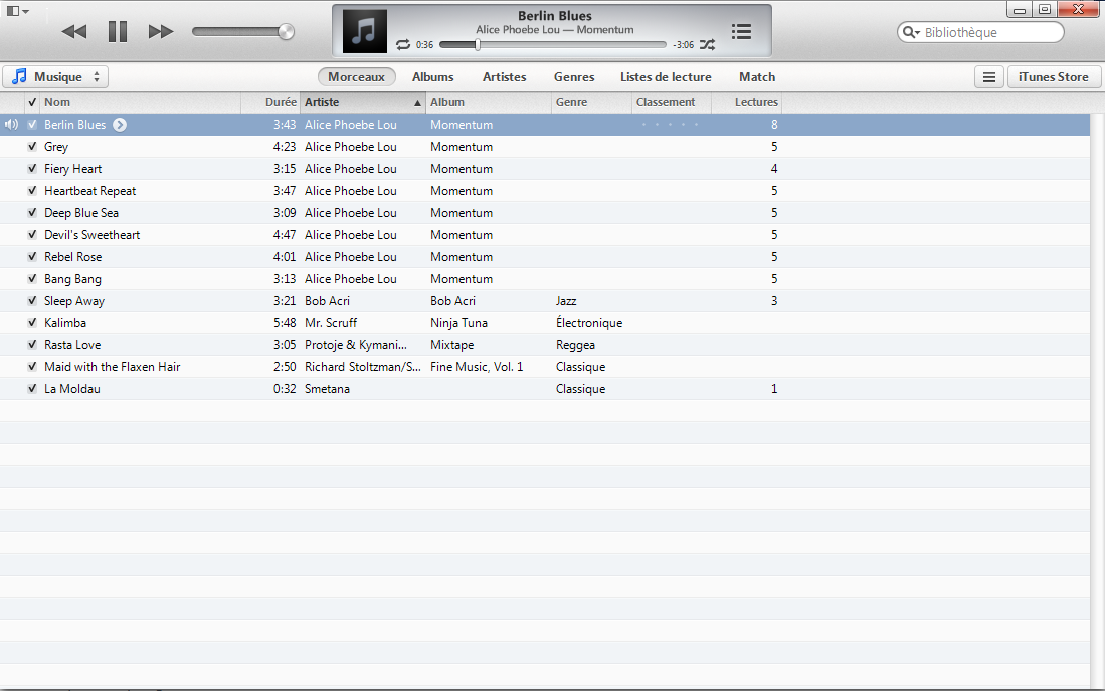 Berlin Blues
Alice Phoebe Lou — Momentum
0:36 -3:06
Bibliothèque
Musique Morceaux Albums Artistes Genres Listes de lecture Match iTunes Store
Nom Durée Artiste Album Genre Classement Lectures
Berlin Blues 3:43 Alice Phoebe Lou Momentum 8
Grey 4:23 Alice Phoebe Lou Momentum 5
Fiery Heart 3:15 Alice Phoebe Lou Momentum 4
Heartbeat Repeat 3:47 Alice Phoebe Lou Momentum 5
Deep Blue Sea 3:09 Alice Phoebe Lou Momentum 5
Devil's Sweetheart 4:47 Alice Phoebe Lou Momentum 5
Rebel Rose 4:01 Alice Phoebe Lou Momentum 5
Bang Bang 3:13 Alice Phoebe Lou Momentum 5
Sleep Away 3:21 Bob Acri Bob Acri Jazz 3
Kalimba 5:48 Mr. Scruff Ninja Tuna Électronique
Rasta Love 3:05 Protoje & Kymani... Mixtape Reggea
Maid with the Flaxen Hair 2:50 Richard Stoltzman/S... Fine Music, Vol. 1 Classique
La Moldau 0:32 Smetana Classique 1